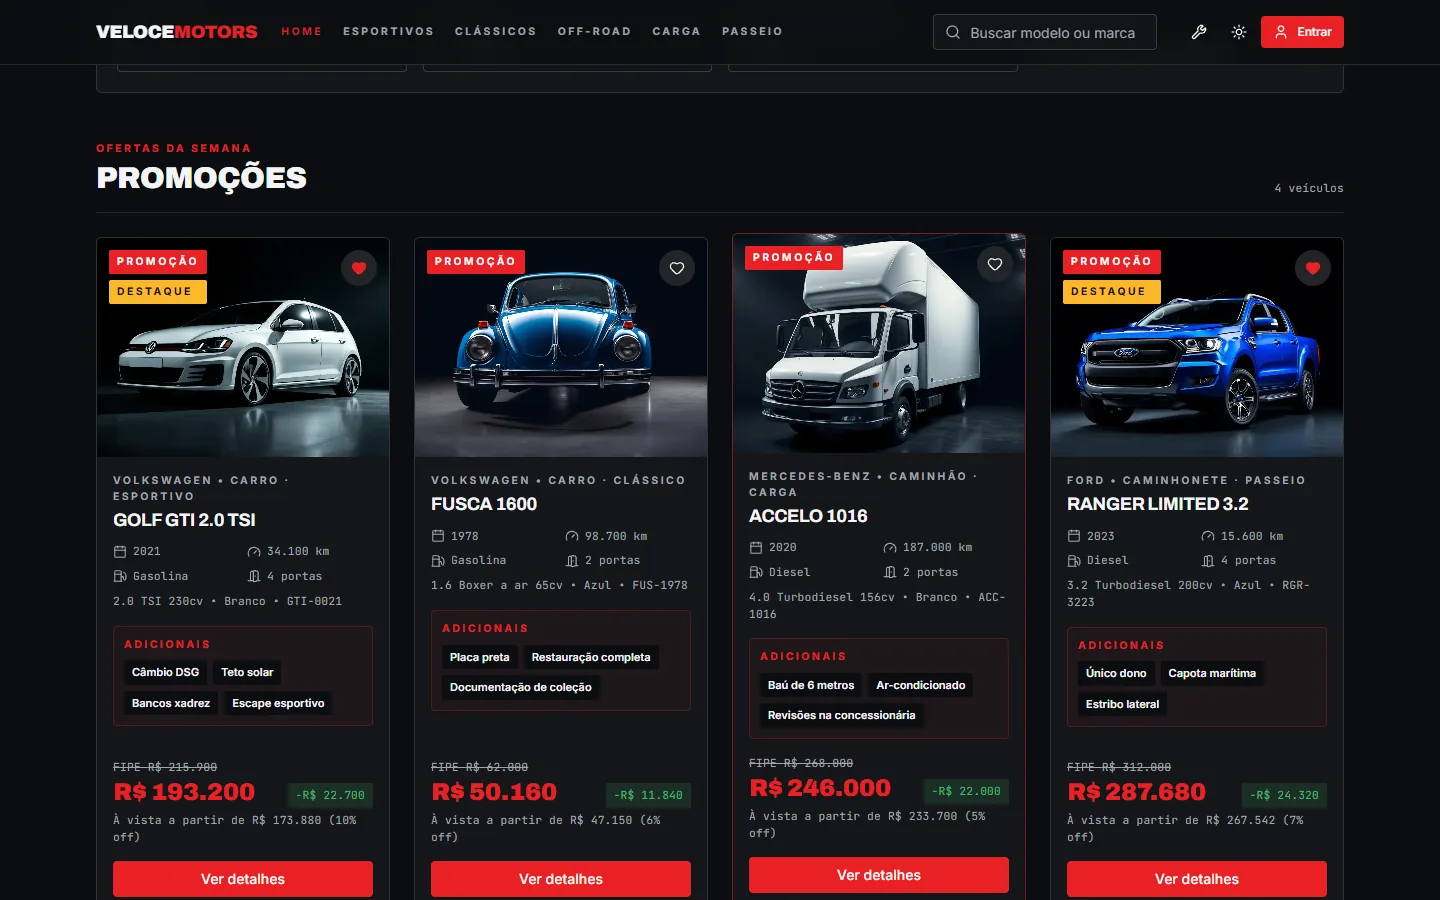 VELOCEMOTORS HOME ESPORTIVOS CLÁSSICOS OFF-ROAD CARGA PASSEIO Buscar modelo ou marca Entrar
OFERTAS DA SEMANA
PROMOÇÕES
4 veículos
PROMOÇÃO
DESTAQUE
VOLKSWAGEN • CARRO ·
ESPORTIVO
GOLF GTI 2.0 TSI
2021 34.100 km
Gasolina 4 portas
2.0 TSI 230cv • Branco • GTI-0021
ADICIONAIS
Câmbio DSG Teto solar
Bancos xadrez Escape esportivo
FIPE R$ 215.900
R$ 193.200 -R$ 22.700
À vista a partir de R$ 173.880 (10%
off)
Ver detalhes
PROMOÇÃO
VOLKSWAGEN • CARRO · CLÁSSICO
FUSCA 1600
1978 98.700 km
Gasolina 2 portas
1.6 Boxer a ar 65cv • Azul • FUS-1978
ADICIONAIS
Placa preta Restauração completa
Documentação de coleção
FIPE R$ 62.000
R$ 50.160 -R$ 11.840
À vista a partir de R$ 47.150 (6%
off)
Ver detalhes
PROMOÇÃO
MERCEDES-BENZ • CAMINHÃO ·
CARGA
ACCELO 1016
2020 187.000 km
Diesel 2 portas
4.0 Turbodiesel 156cv • Branco • ACC-
1016
ADICIONAIS
Baú de 6 metros Ar-condicionado
Revisões na concessionária
FIPE R$ 268.000
R$ 246.000 -R$ 22.000
À vista a partir de R$ 233.700 (5%
off)
Ver detalhes
PROMOÇÃO
DESTAQUE
Ford
FORD • CAMINHONETE · PASSEIO
RANGER LIMITED 3.2
2023 15.600 km
Diesel 4 portas
3.2 Turbodiesel 200cv • Azul • RGR-
3223
ADICIONAIS
Único dono Capota marítima
Estribo lateral
FIPE R$ 312.000
R$ 287.680 -R$ 24.320
À vista a partir de R$ 267.542 (7%
off)
Ver detalhes